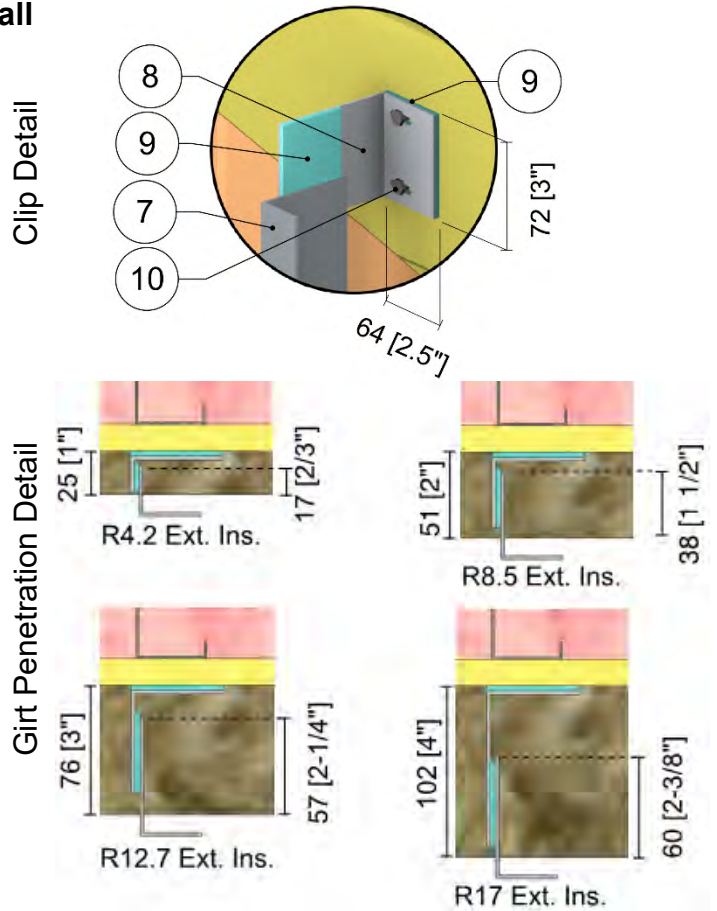 all
Clip Detail
8
9
9
7
10
72 [3"]
64 [2.5"]
Girt Penetration Detail
25 [1"]
17 [2/3"]
R4.2 Ext. Ins.
51 [2"]
38 [1 1/2"]
R8.5 Ext. Ins.
76 [3"]
57 [2-1/4"]
R12.7 Ext. Ins.
102 [4"]
60 [2-3/8"]
R17 Ext. Ins.